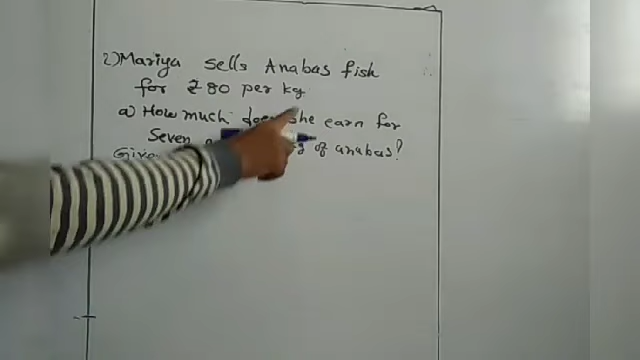 2) Mariya sells Anabas fish
for ₹ 80 per kg
a) How much does she earn for
Seven of anabas?
Give